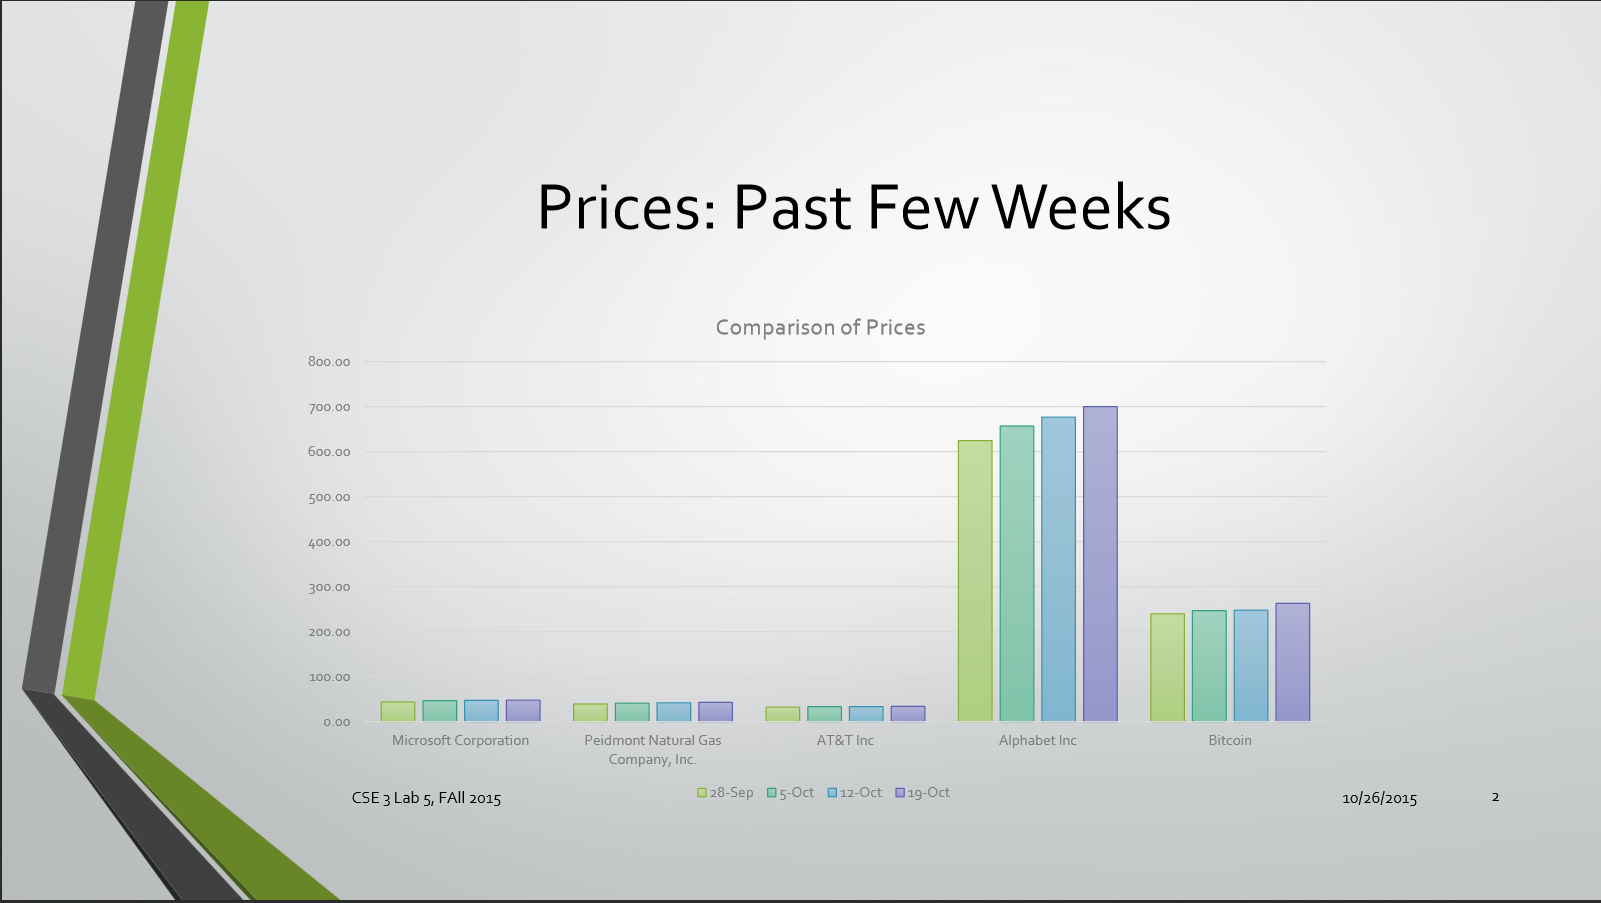 Prices: Past Few Weeks
Comparison of Prices
800.00
700.00
600.00
500.00
400.00
300.00
200.00
100.00
0.00
Microsoft Corporation
Peidmont Natural Gas
Company, Inc.
AT&T Inc
Alphabet Inc
Bitcoin
28-Sep 5-Oct 12-Oct 19-Oct
CSE 3 Lab 5, FAll 2015
10/26/2015
2